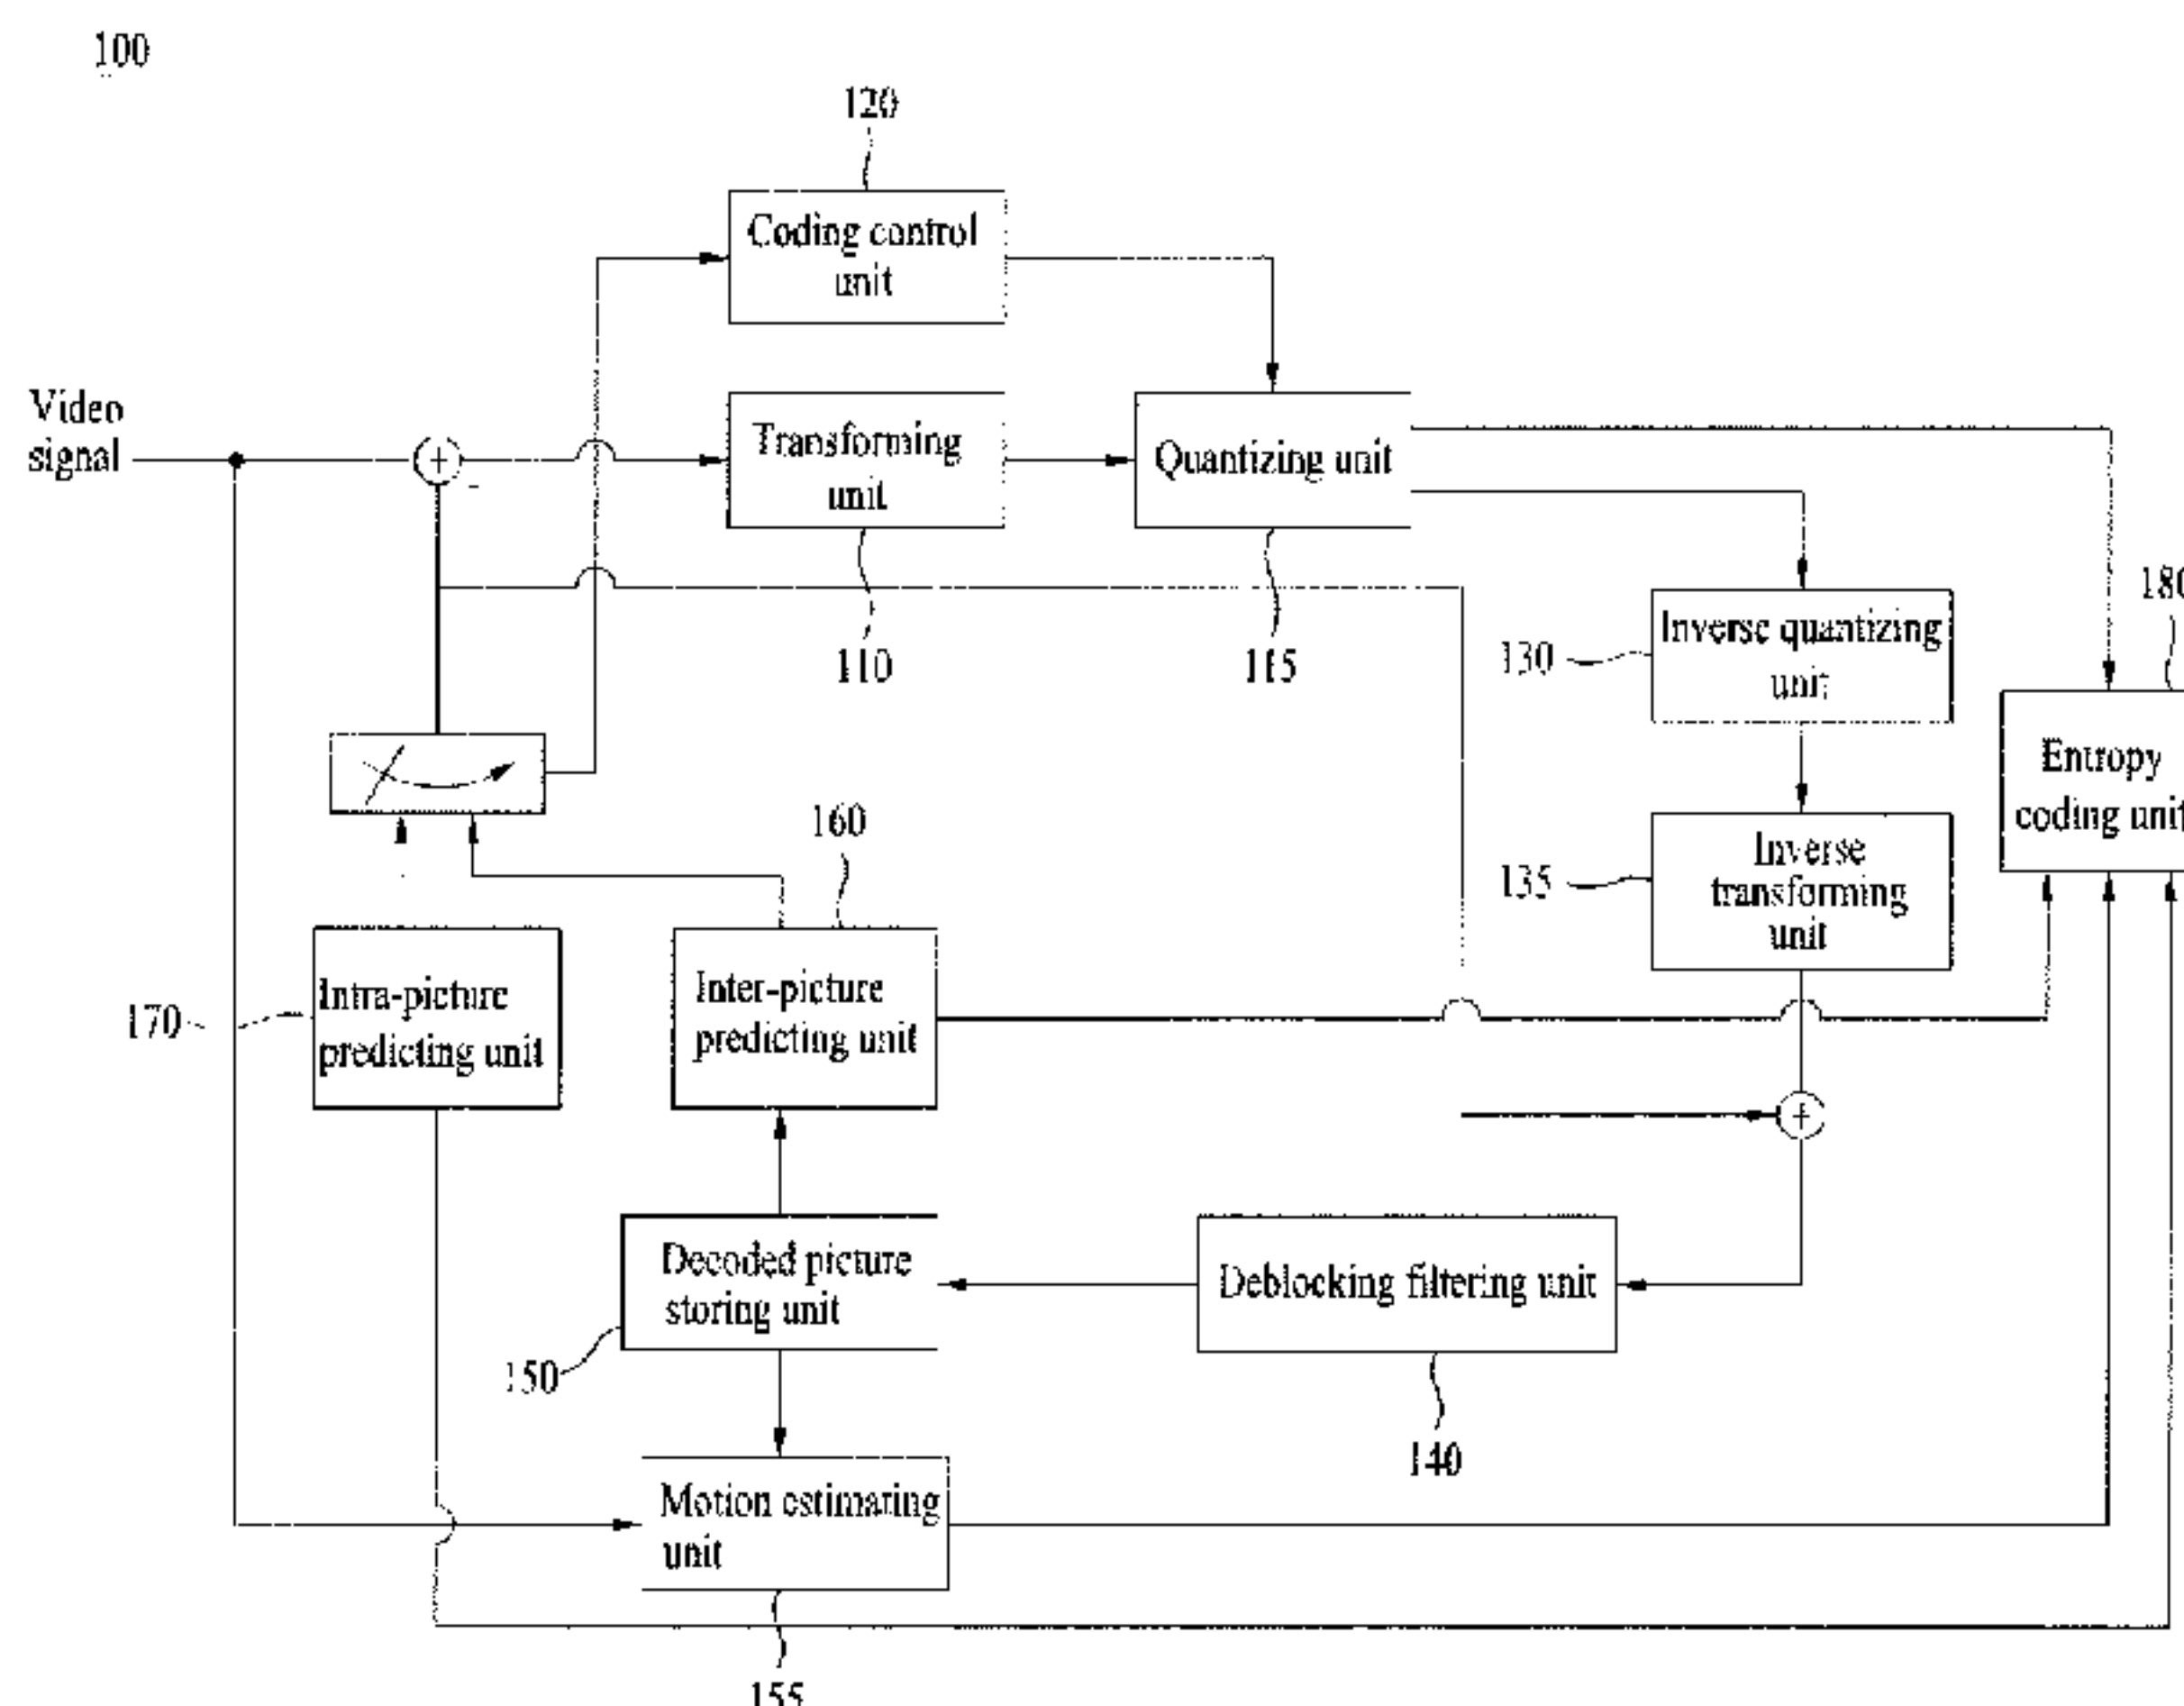 100
120
Coding control
unit
Video
signal
+
-
Transforming
unit
Quantizing unit
110
115
130
Inverse quantizing
unit
180
Entropy
coding unit
135
Inverse
transforming
unit
160
170
Intra-picture
predicting unit
Inter-picture
predicting unit
+
Decoded picture
storing unit
150
Deblocking filtering unit
140
Motion estimating
unit
155